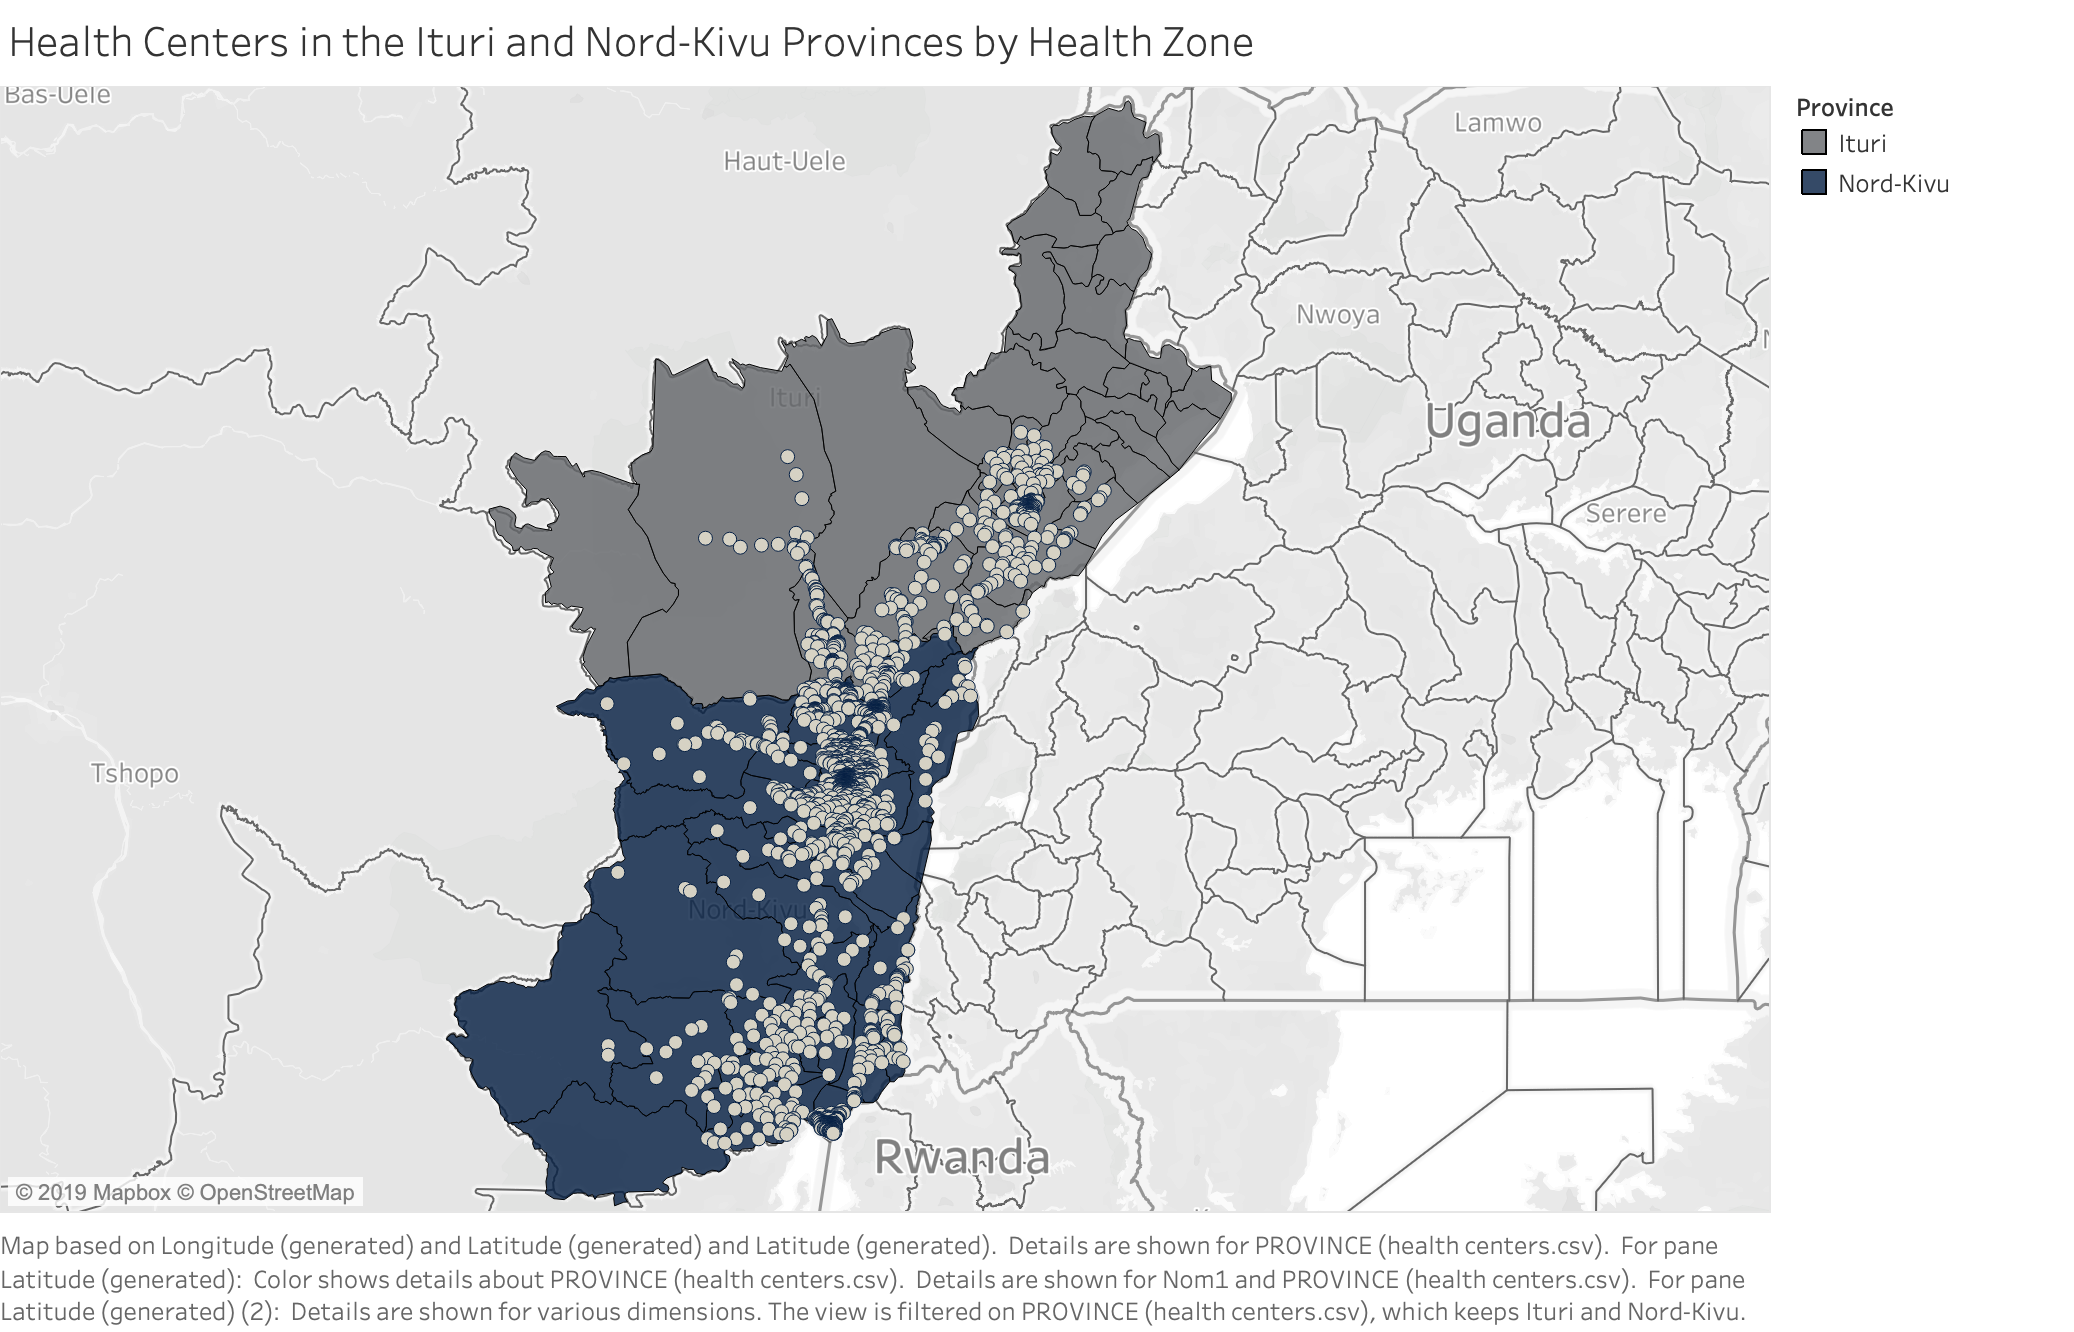 Health Centers in the Ituri and Nord-Kivu Provinces by Health Zone
Bas-Uele
Province
Lamwo
Ituri
Haut-Uele
Nord-Kivu
Nwoya
Ituri
Uganda
Serere
Tshopo
Nord-Kivu
Rwanda
© 2019 Mapbox © OpenStreetMap
Map based on Longitude (generated) and Latitude (generated) and Latitude (generated).  Details are shown for PROVINCE (health centers.csv).  For pane
Latitude (generated):  Color shows details about PROVINCE (health centers.csv).  Details are shown for Nom1 and PROVINCE (health centers.csv).  For pane
Latitude (generated) (2):  Details are shown for various dimensions. The view is filtered on PROVINCE (health centers.csv), which keeps Ituri and Nord-Kivu.